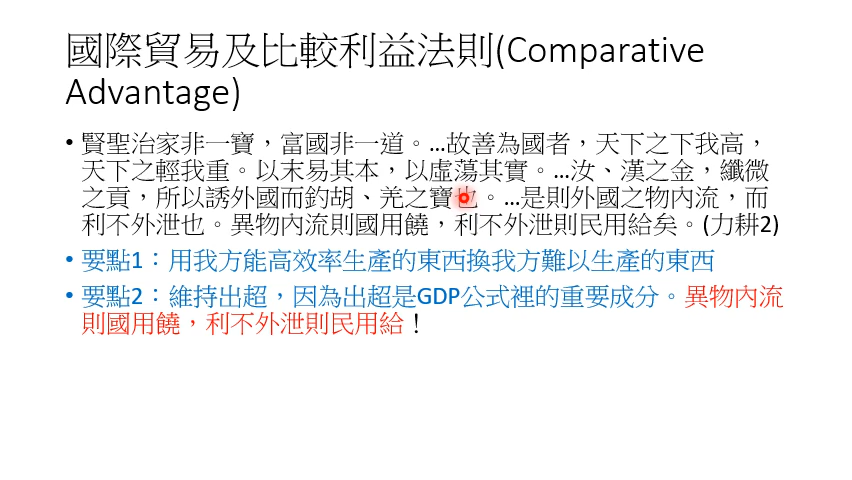 國際貿易及比較利益法則(Comparative
Advantage)
• 賢聖治家非一寶，富國非一道。…故善為國者，天下之下我高，
天下之輕我重。以末易其本，以虛蕩其實。…汝、漢之金，纖微
之貢，所以誘外國而釣胡、羌之寶也。…是則外國之物內流，而
利不外泄也。異物內流則國用饒，利不外泄則民用給矣。(力耕2)
• 要點1：用我方能高效率生產的東西換我方難以生產的東西
• 要點2：維持出超，因為出超是GDP公式裡的重要成分。異物內流
則國用饒，利不外泄則民用給！